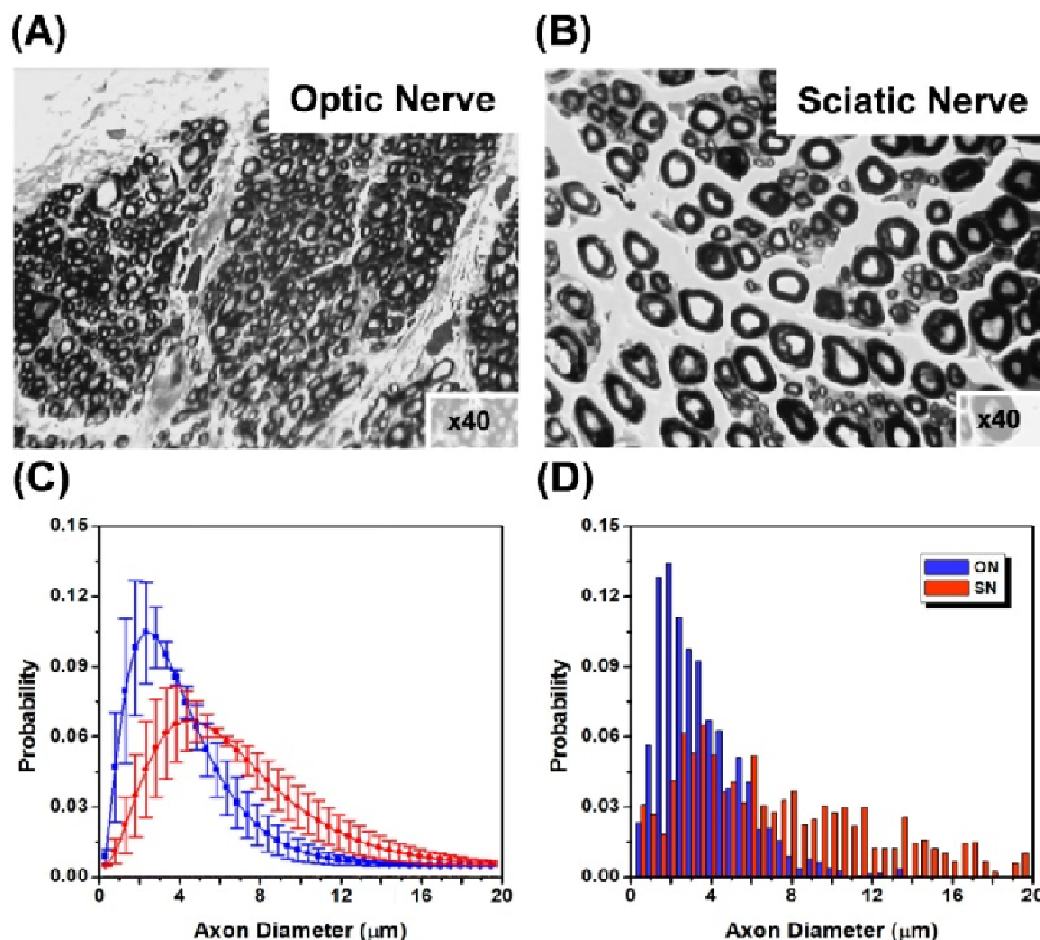 (A)
Optic Nerve
x40
(B)
Sciatic Nerve
x40
(C)
0.15
0.12
0.09
0.06
0.03
0.00
Probability
0 4 8 12 16 20
Axon Diameter (μm)
(D)
0.15
0.12
0.09
0.06
0.03
0.00
Probability
ON
SN
0 4 8 12 16 20
Axon Diameter (μm)